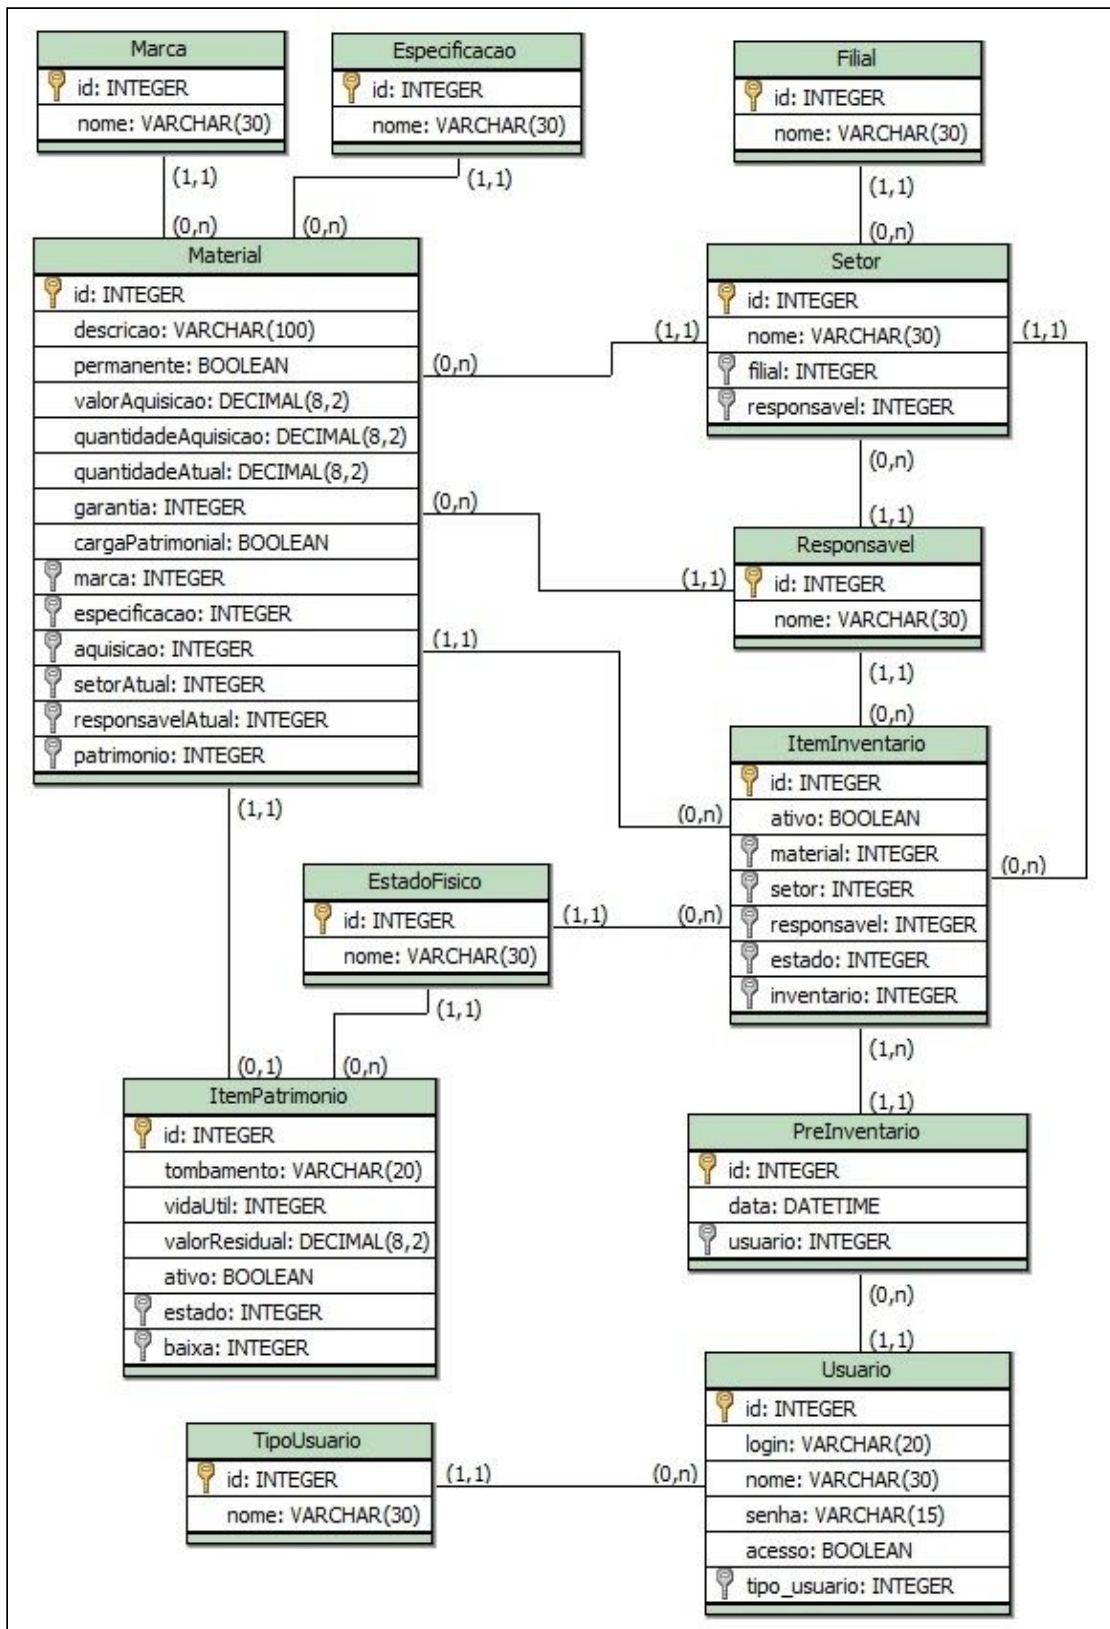 Marca
id: INTEGER
nome: VARCHAR(30)
Especificacao
id: INTEGER
nome: VARCHAR(30)
Filial
id: INTEGER
nome: VARCHAR(30)
(1,1)
(1,1)
(1,1)
(0,n)
(0,n)
(0,n)
Material
id: INTEGER
descricao: VARCHAR(100)
permanente: BOOLEAN
valorAquisicao: DECIMAL(8,2)
quantidadeAquisicao: DECIMAL(8,2)
quantidadeAtual: DECIMAL(8,2)
garantia: INTEGER
cargaPatrimonial: BOOLEAN
marca: INTEGER
especificacao: INTEGER
aquisicao: INTEGER
setorAtual: INTEGER
responsavelAtual: INTEGER
patrimonio: INTEGER
Setor
id: INTEGER
nome: VARCHAR(30)
filial: INTEGER
responsavel: INTEGER
(1,1)
(1,1)
(0,n)
(0,n)
(0,n)
(1,1)
Responsavel
id: INTEGER
nome: VARCHAR(30)
(1,1)
(1,1)
(1,1)
(0,n)
ItemInventario
id: INTEGER
ativo: BOOLEAN
material: INTEGER
setor: INTEGER
responsavel: INTEGER
estado: INTEGER
inventario: INTEGER
(1,1)
(0,n)
(0,n)
EstadoFisico
id: INTEGER
nome: VARCHAR(30)
(1,1)
(0,n)
(1,1)
(0,1)
(0,n)
(1,n)
(1,1)
ItemPatrimonio
id: INTEGER
tombamento: VARCHAR(20)
vidaUtil: INTEGER
valorResidual: DECIMAL(8,2)
ativo: BOOLEAN
estado: INTEGER
baixa: INTEGER
PreInventario
id: INTEGER
data: DATETIME
usuario: INTEGER
(0,n)
(1,1)
Usuario
id: INTEGER
login: VARCHAR(20)
nome: VARCHAR(30)
senha: VARCHAR(15)
acesso: BOOLEAN
tipo_usuario: INTEGER
TipoUsuario
id: INTEGER
nome: VARCHAR(30)
(1,1)
(0,n)